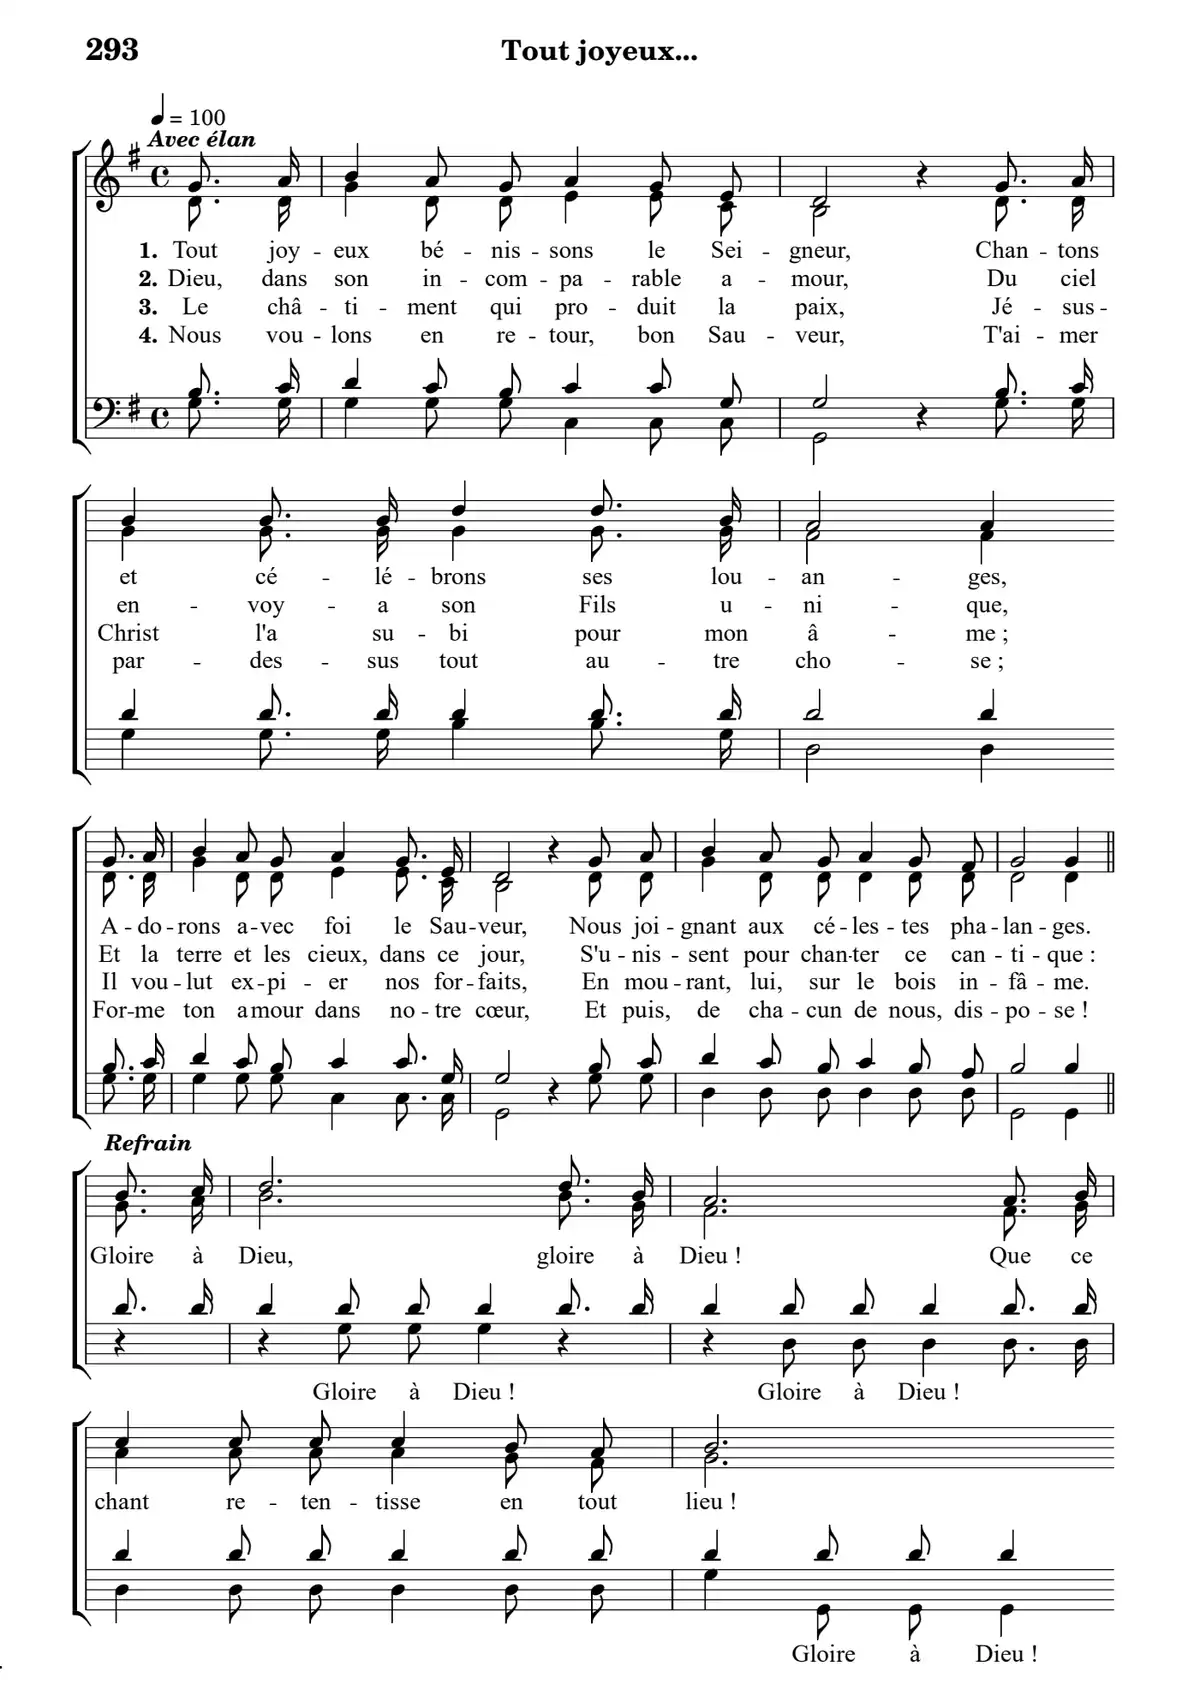 293 Tout joyeux...
= 100
Avec élan
1. Tout joy - eux bé - nis - sons le Sei - gneur, Chan - tons
2. Dieu, dans son in - com - pa - rable a - mour, Du ciel
3. Le châ - ti - ment qui pro - duit la paix, Jé - sus -
4. Nous vou - lons en re - tour, bon Sau - veur, T'ai - mer
et cé - lé - brons ses lou - an - ges,
en - voy - a son Fils u - ni - que,
Christ l'a su - bi pour mon â - me ;
par - des - sus tout au - tre cho - se ;
A - do - rons a - vec foi le Sau - veur, Nous joi - gnant aux cé - les - tes pha - lan - ges.
Et la terre et les cieux, dans ce jour, S'u - nis - sent pour chan - ter ce can - ti - que :
Il vou - lut ex - pi - er nos for - faits, En mou - rant, lui, sur le bois in - fâ - me.
For - me ton amour dans no - tre cœur, Et puis, de cha - cun de nous, dis - po - se !
Refrain
Gloire à Dieu, gloire à Dieu ! Que ce
Gloire à Dieu ! Gloire à Dieu !
chant re - ten - tisse en tout lieu !
Gloire à Dieu !